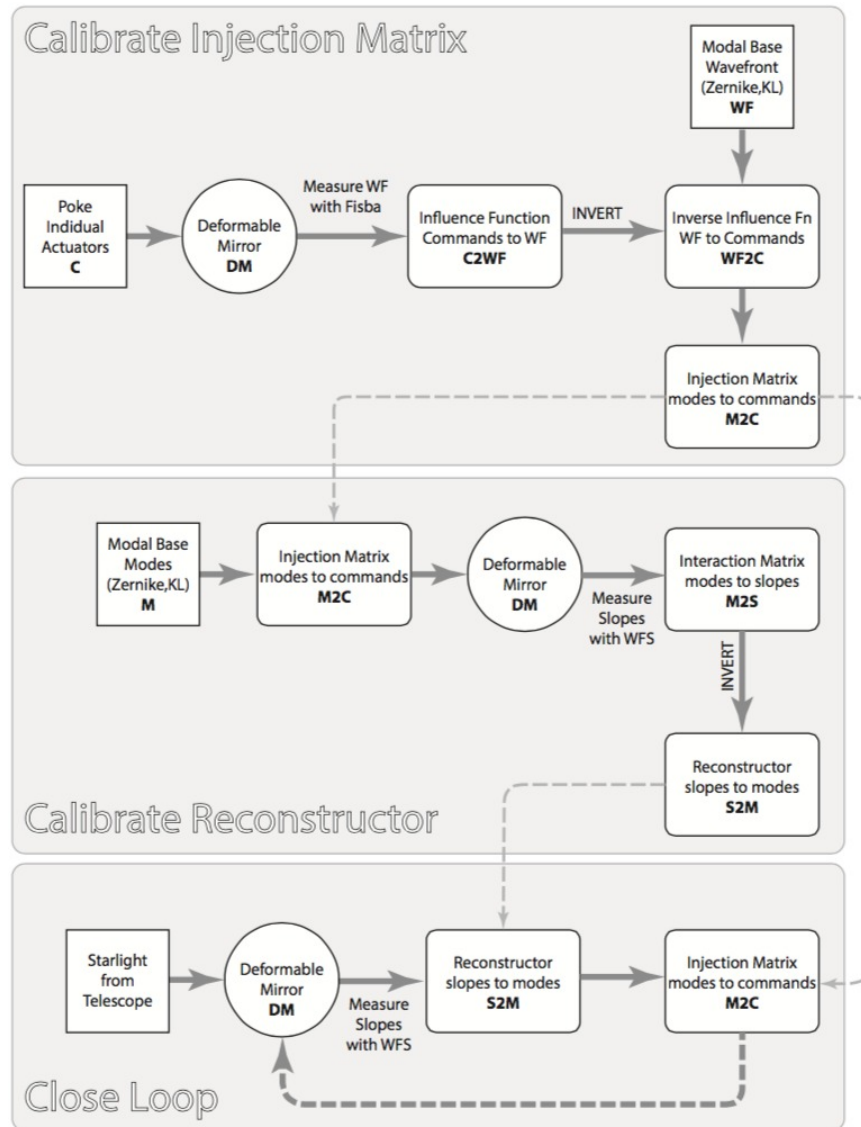 Calibrate Injection Matrix
Modal Base
Wavefront
(Zernike,KL)
WF
Poke
Indidual
Actuators
C
Deformable
Mirror
DM
Measure WF
with Fisba
Influence Function
Commands to WF
C2WF
INVERT
Inverse Influence Fn
WF to Commands
WF2C
Injection Matrix
modes to commands
M2C
Modal Base
Modes
(Zernike,KL)
M
Injection Matrix
modes to commands
M2C
Deformable
Mirror
DM
Measure
Slopes
with WFS
Interaction Matrix
modes to slopes
M2S
INVERT
Reconstructor
slopes to modes
S2M
Calibrate Reconstructor
Starlight
from
Telescope
Deformable
Mirror
DM
Measure
Slopes
with WFS
Reconstructor
slopes to modes
S2M
Injection Matrix
modes to commands
M2C
Close Loop